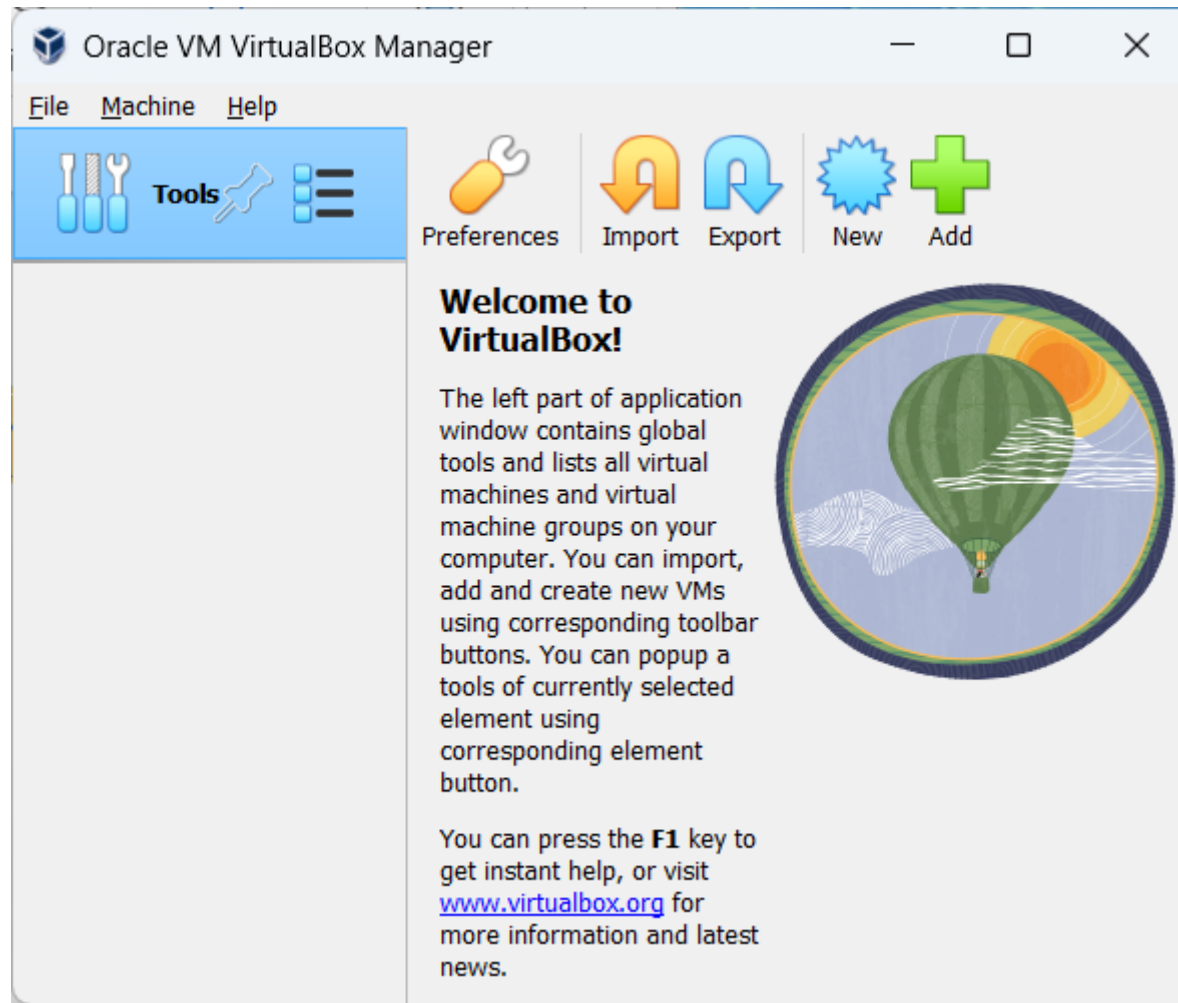 Oracle VM VirtualBox Manager
File Machine Help
Tools
Preferences Import Export New Add
Welcome to
VirtualBox!
The left part of application
window contains global
tools and lists all virtual
machines and virtual
machine groups on your
computer. You can import,
add and create new VMs
using corresponding toolbar
buttons. You can popup a
tools of currently selected
element using
corresponding element
button.
You can press the F1 key to
get instant help, or visit
www.virtualbox.org for
more information and latest
news.